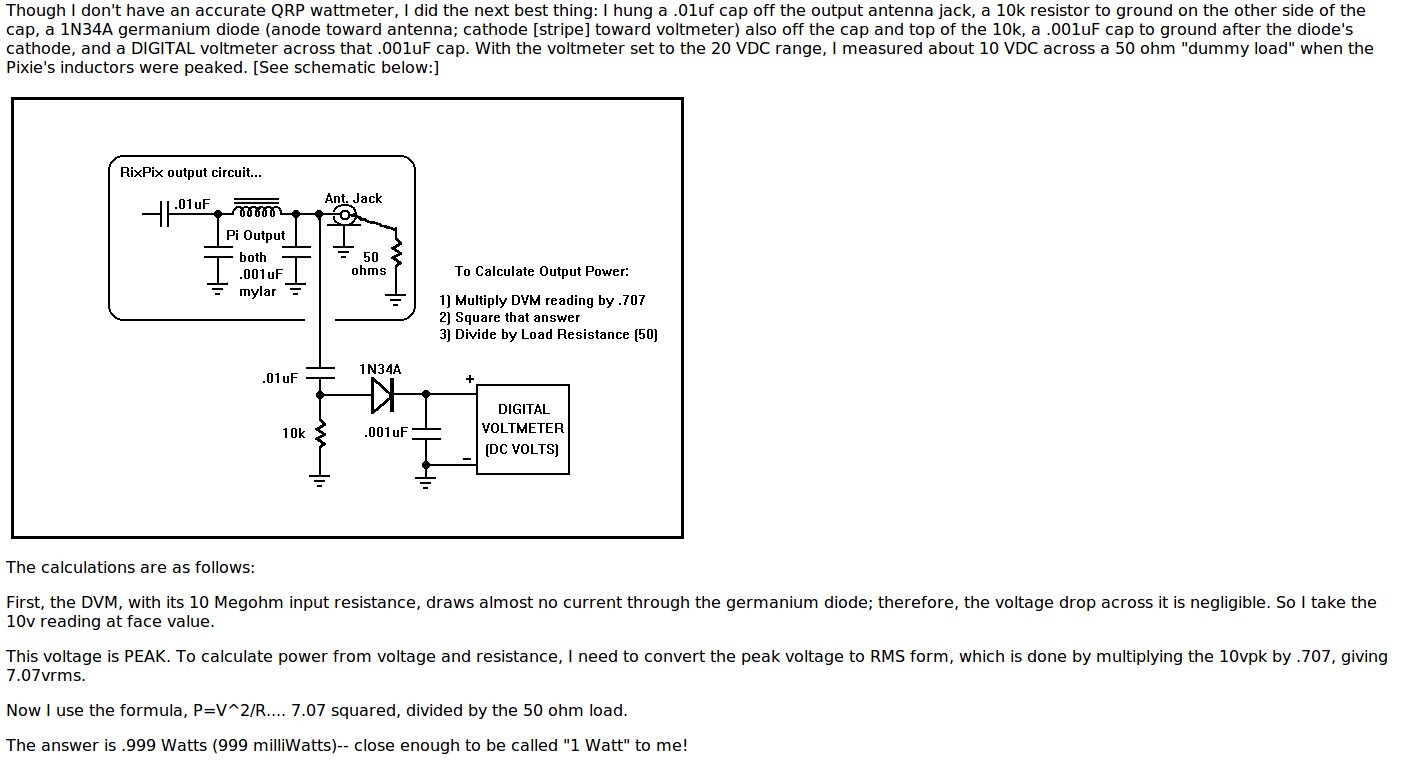 Though I don't have an accurate QRP wattmeter, I did the next best thing: I hung a .01uf cap off the output antenna jack, a 10k resistor to ground on the other side of the
cap, a 1N34A germanium diode (anode toward antenna; cathode [stripe] toward voltmeter) also off the cap and top of the 10k, a .001uF cap to ground after the diode's
cathode, and a DIGITAL voltmeter across that .001uF cap. With the voltmeter set to the 20 VDC range, I measured about 10 VDC across a 50 ohm "dummy load" when the
Pixie's inductors were peaked. [See schematic below:]
RixPix output circuit...
.01uF
Ant. Jack
Pi Output
both
.001uF
mylar
50
ohms
To Calculate Output Power:
1) Multiply DVM reading by .707
2) Square that answer
3) Divide by Load Resistance (50)
.01uF
1N34A
+
10k
.001uF
DIGITAL
VOLTMETER
(DC VOLTS)
–
The calculations are as follows:
First, the DVM, with its 10 Megohm input resistance, draws almost no current through the germanium diode; therefore, the voltage drop across it is negligible. So I take the
10v reading at face value.
This voltage is PEAK. To calculate power from voltage and resistance, I need to convert the peak voltage to RMS form, which is done by multiplying the 10vpk by .707, giving
7.07vrms.
Now I use the formula, P=V^2/R.... 7.07 squared, divided by the 50 ohm load.
The answer is .999 Watts (999 milliWatts)-- close enough to be called "1 Watt" to me!